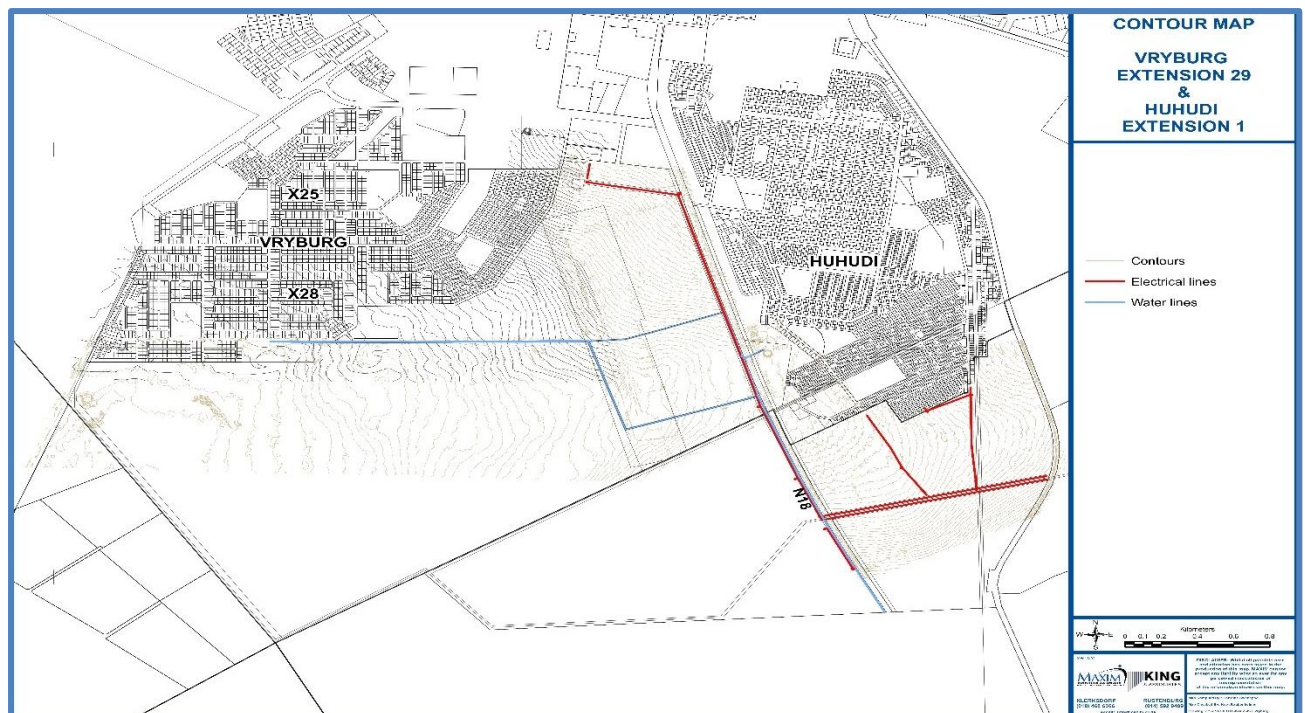 CONTOUR MAP
VRYBURG
EXTENSION 29
&
HUHUDI
EXTENSION 1
X25
VRYBURG
X28
HUHUDI
N18
Contours
Electrical lines
Water lines
N
W E
Kilometers
0 0.1 0.2 0.4 0.6 0.8
MAXIM
KING
& ASSOCIATES
KLERKSDORP
RUSTENBURG